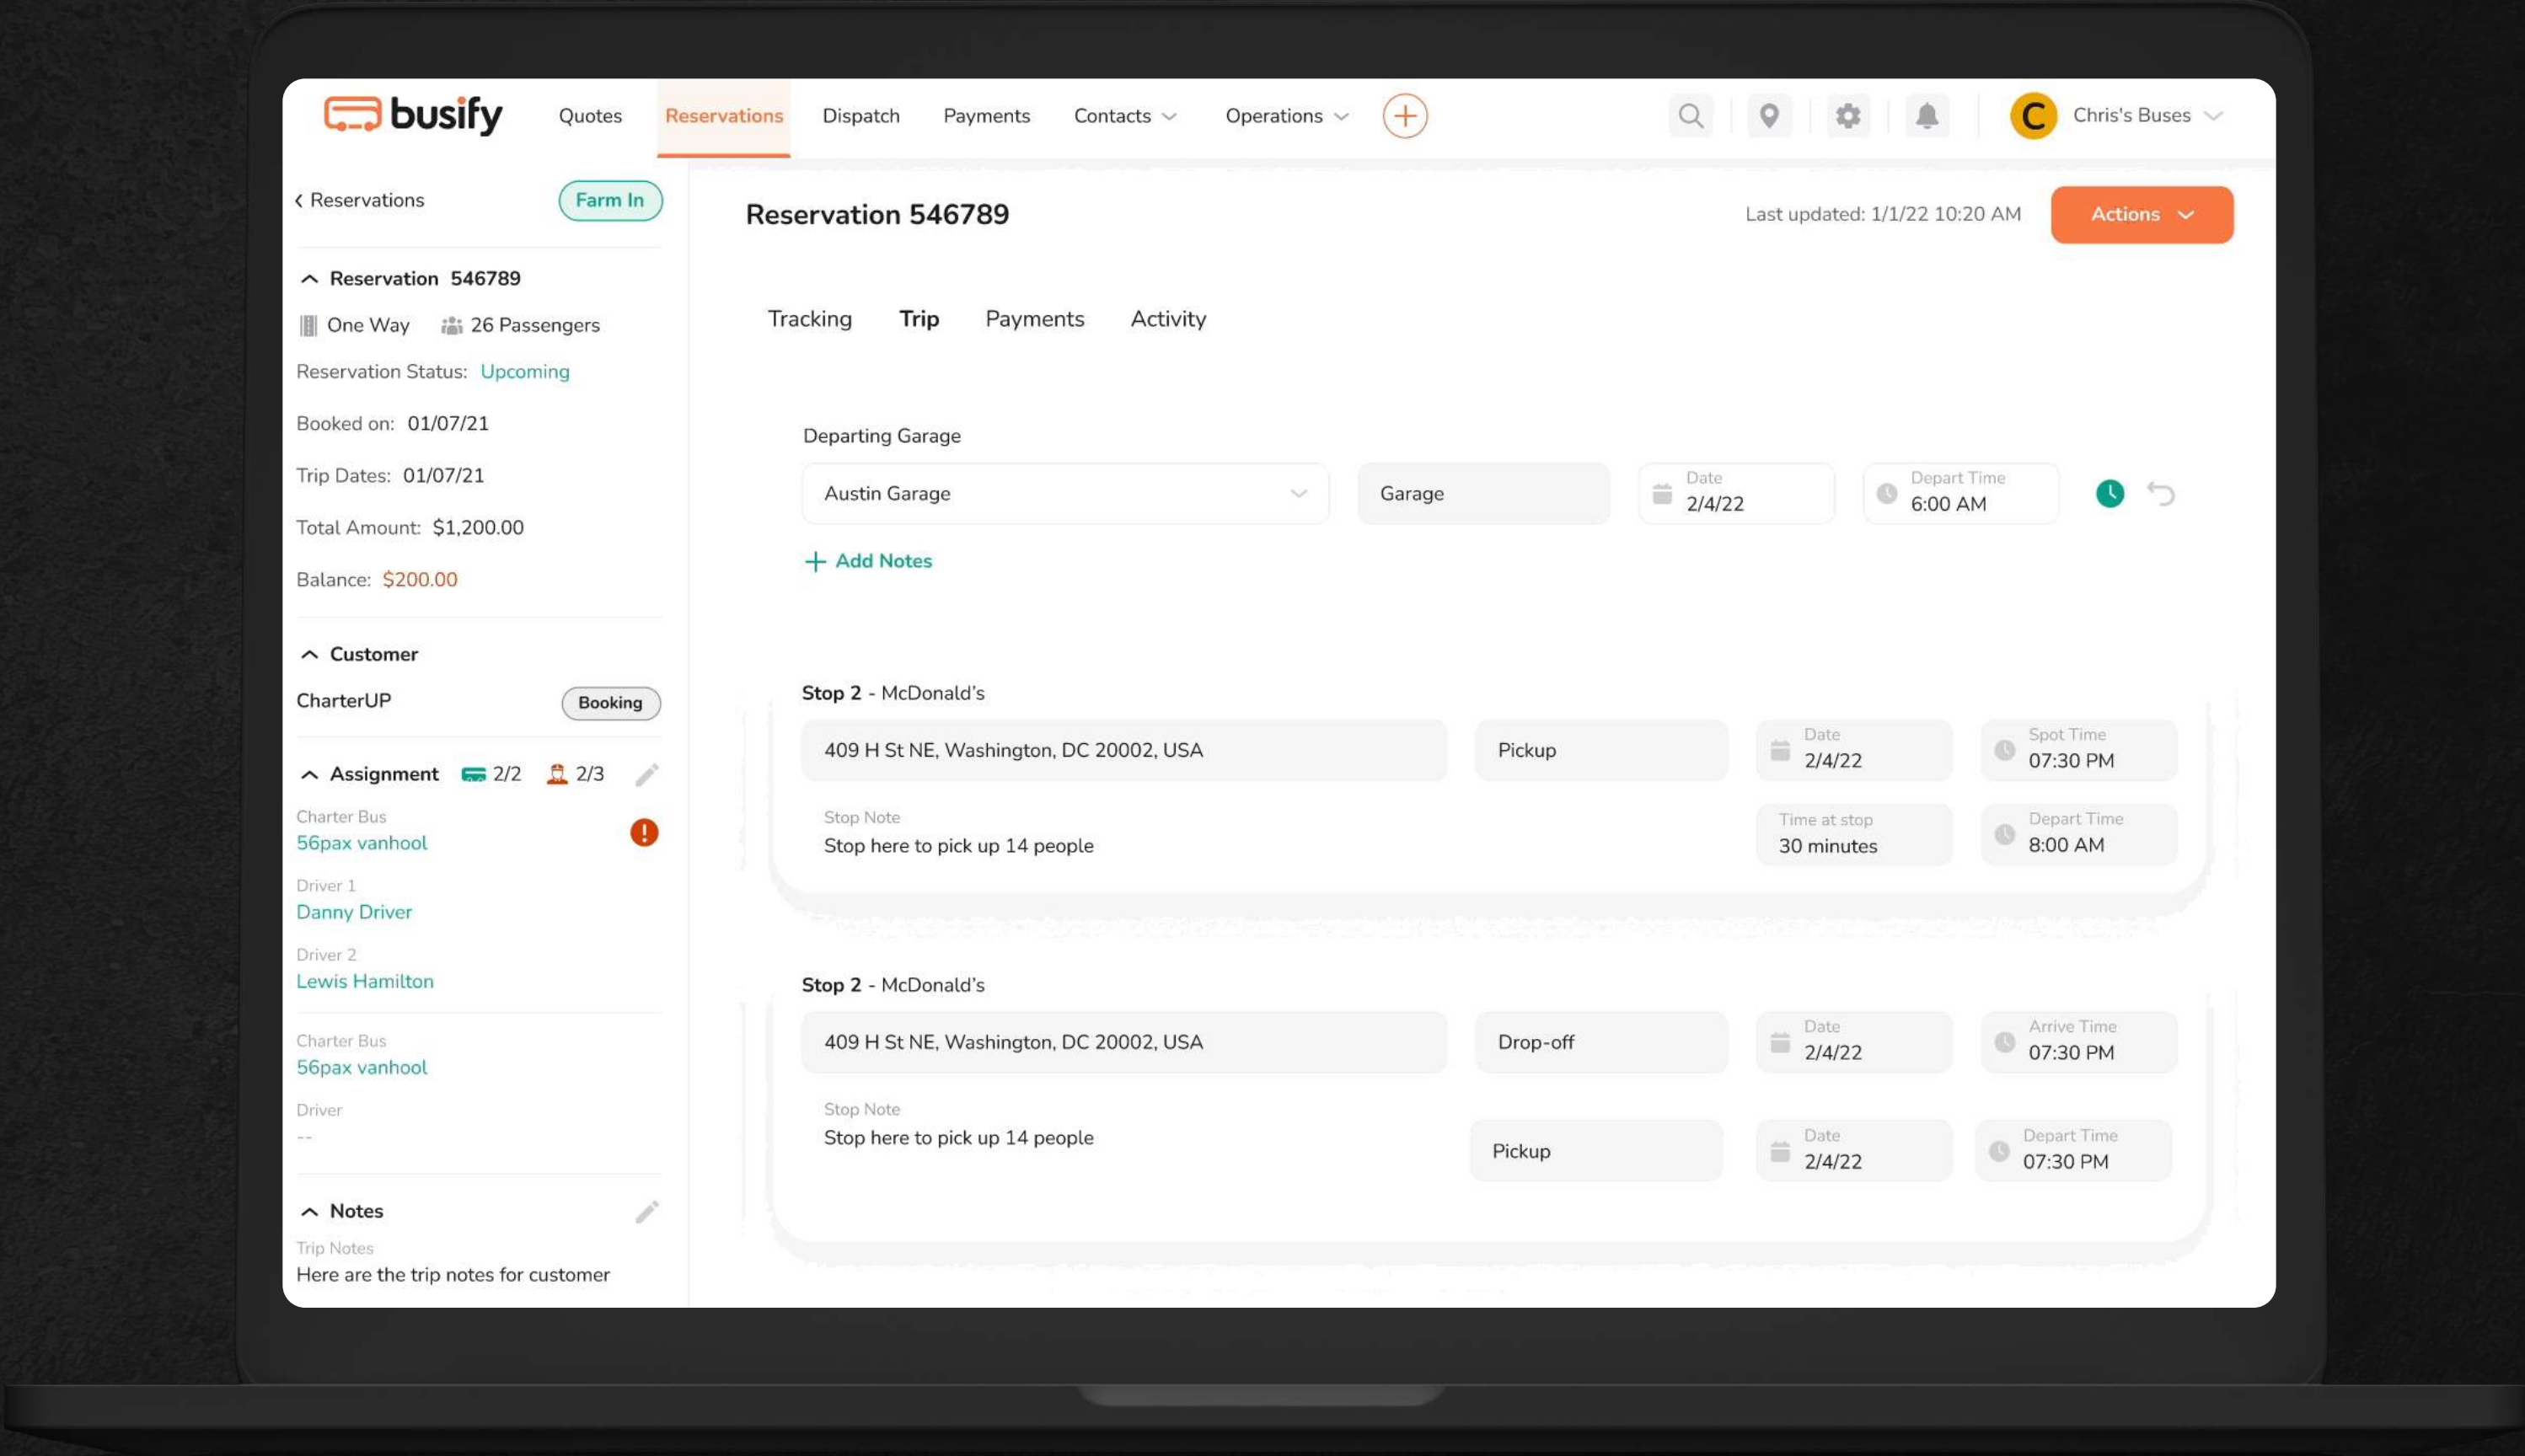 busify
Quotes
Reservations
Dispatch
Payments
Contacts
Operations
C
Chris's Buses
Reservations
Farm In
Reservation 546789
One Way
26 Passengers
Reservation Status: Upcoming
Booked on: 01/07/21
Trip Dates: 01/07/21
Total Amount: $1,200.00
Balance: $200.00
Customer
CharterUP
Booking
Assignment 2/2 2/3
Charter Bus
56pax vanhool
Driver 1
Danny Driver
Driver 2
Lewis Hamilton
Charter Bus
56pax vanhool
Driver
--
Notes
Trip Notes
Here are the trip notes for customer
Reservation 546789
Last updated: 1/1/22 10:20 AM
Actions
Tracking
Trip
Payments
Activity
Departing Garage
Austin Garage
Garage
Date
2/4/22
Depart Time
6:00 AM
+ Add Notes
Stop 2 - McDonald's
409 H St NE, Washington, DC 20002, USA
Pickup
Date
2/4/22
Spot Time
07:30 PM
Stop Note
Stop here to pick up 14 people
Time at stop
30 minutes
Depart Time
8:00 AM
Stop 2 - McDonald's
409 H St NE, Washington, DC 20002, USA
Drop-off
Date
2/4/22
Arrive Time
07:30 PM
Stop Note
Stop here to pick up 14 people
Pickup
Date
2/4/22
Depart Time
07:30 PM